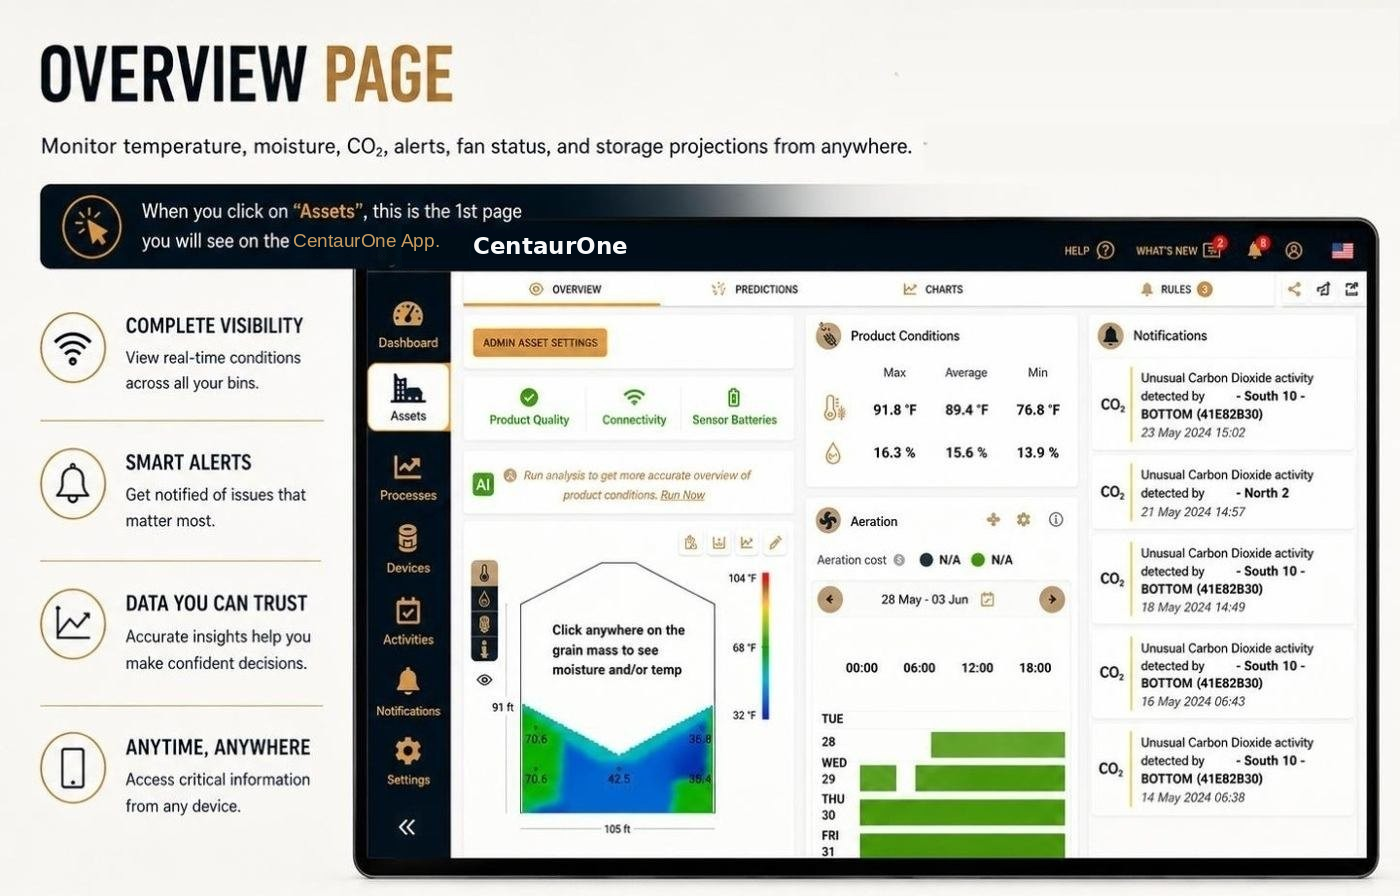 OVERVIEW PAGE
Monitor temperature, moisture, CO₂, alerts, fan status, and storage projections from anywhere.
When you click on “Assets”, this is the 1st page
you will see on the CentaurOne App.
COMPLETE VISIBILITY
View real-time conditions
across all your bins.
SMART ALERTS
Get notified of issues that
matter most.
DATA YOU CAN TRUST
Accurate insights help you
make confident decisions.
ANYTIME, ANYWHERE
Access critical information
from any device.
CentaurOne
HELP
WHAT'S NEW 2
8
Dashboard
Assets
Processes
Devices
Activities
Notifications
Settings
OVERVIEW
PREDICTIONS
CHARTS
RULES 3
ADMIN ASSET SETTINGS
Product Quality
Connectivity
Sensor Batteries
AI
Run analysis to get more accurate overview of
product conditions. Run Now
Click anywhere on the
grain mass to see
moisture and/or temp
104 °F
68 °F
32 °F
91 ft
70.6
36.8
70.6
42.5
35.4
105 ft
Product Conditions
Max Average Min
91.8 °F 89.4 °F 76.8 °F
16.3 % 15.6 % 13.9 %
Aeration
Aeration cost N/A N/A
28 May - 03 Jun
00:00 06:00 12:00 18:00
TUE
28
WED
29
THU
30
FRI
31
Notifications
CO₂
Unusual Carbon Dioxide activity
detected by - South 10 -
BOTTOM (41E82B30)
23 May 2024 15:02
CO₂
Unusual Carbon Dioxide activity
detected by - North 2
21 May 2024 14:57
CO₂
Unusual Carbon Dioxide activity
detected by - South 10 -
BOTTOM (41E82B30)
18 May 2024 14:49
CO₂
Unusual Carbon Dioxide activity
detected by - South 10 -
BOTTOM (41E82B30)
16 May 2024 06:43
CO₂
Unusual Carbon Dioxide activity
detected by - South 10 -
BOTTOM (41E82B30)
14 May 2024 06:38